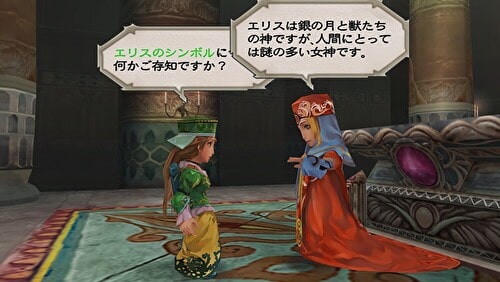 エリスのシンボルに
何かご存知ですか?
エリスは銀の月と獣たち
の神ですが、人間にとって
は謎の多い女神です。